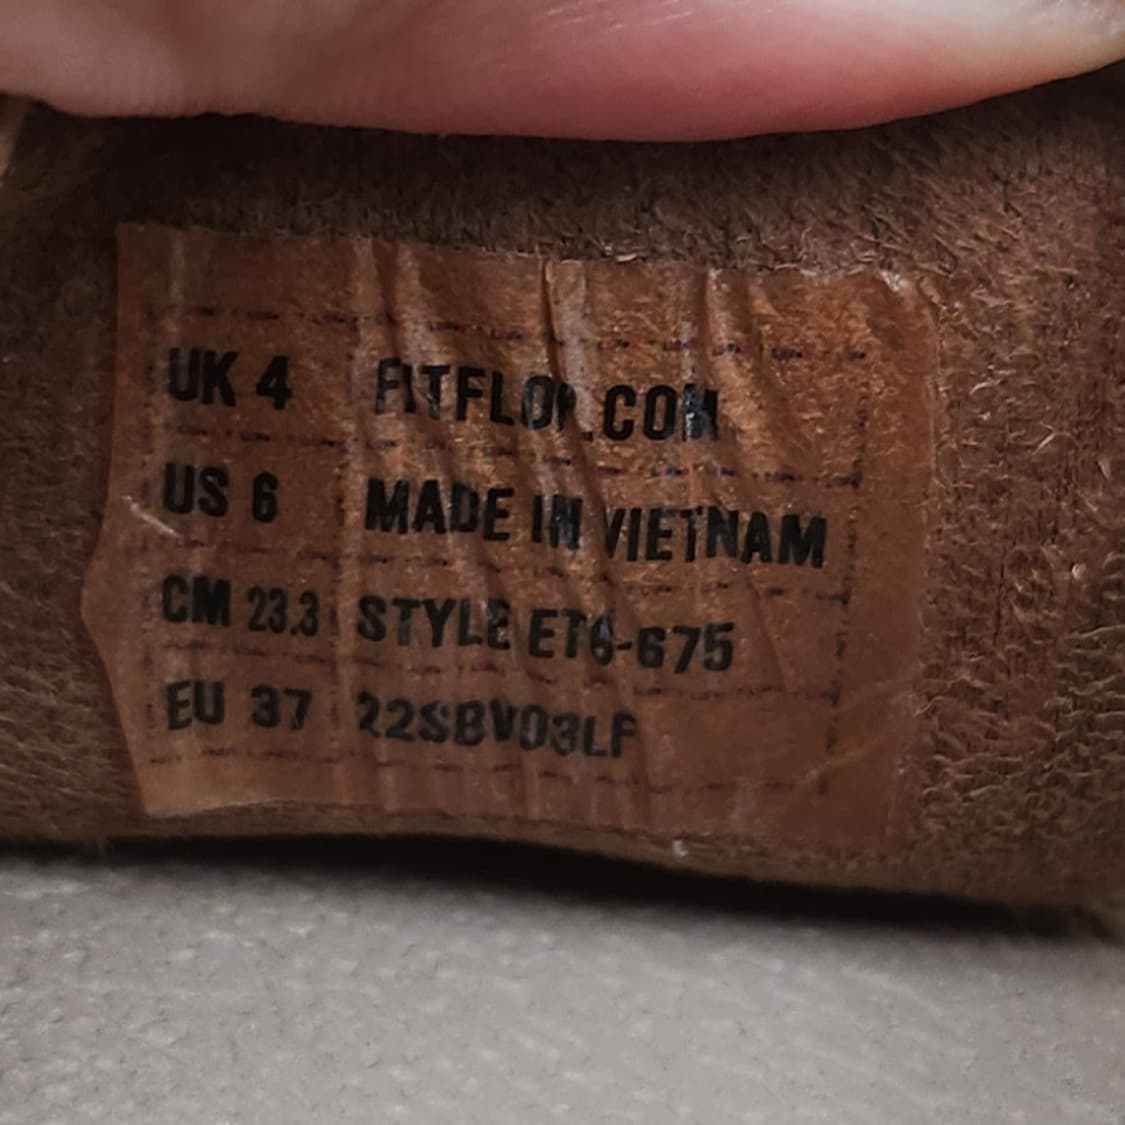 UK 4 FITFLOP.COM
US 6 MADE IN VIETNAM
CM 23.3 STYLE ET6-675
EU 37 22SBV03LF